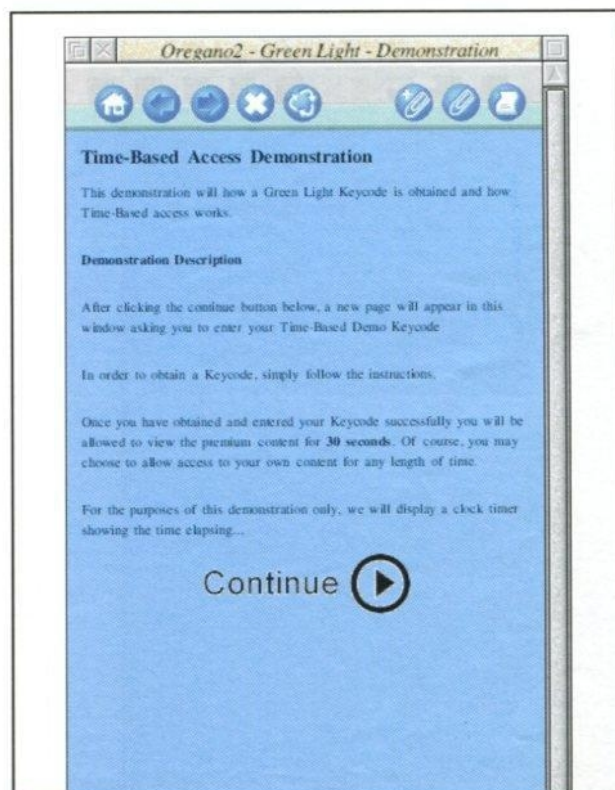 Oregano2 - Green Light - Demonstration
Time-Based Access Demonstration
This demonstration will how a Green Light Keycode is obtained and how
Time-Based access works.
Demonstration Description
After clicking the continue button below, a new page will appear in this
window asking you to enter your Time-Based Demo Keycode
In order to obtain a Keycode, simply follow the instructions.
Once you have obtained and entered your Keycode successfully you will be
allowed to view the premium content for 30 seconds. Of course, you may
choose to allow access to your own content for any length of time.
For the purposes of this demonstration only, we will display a clock timer
showing the time elapsing...
Continue